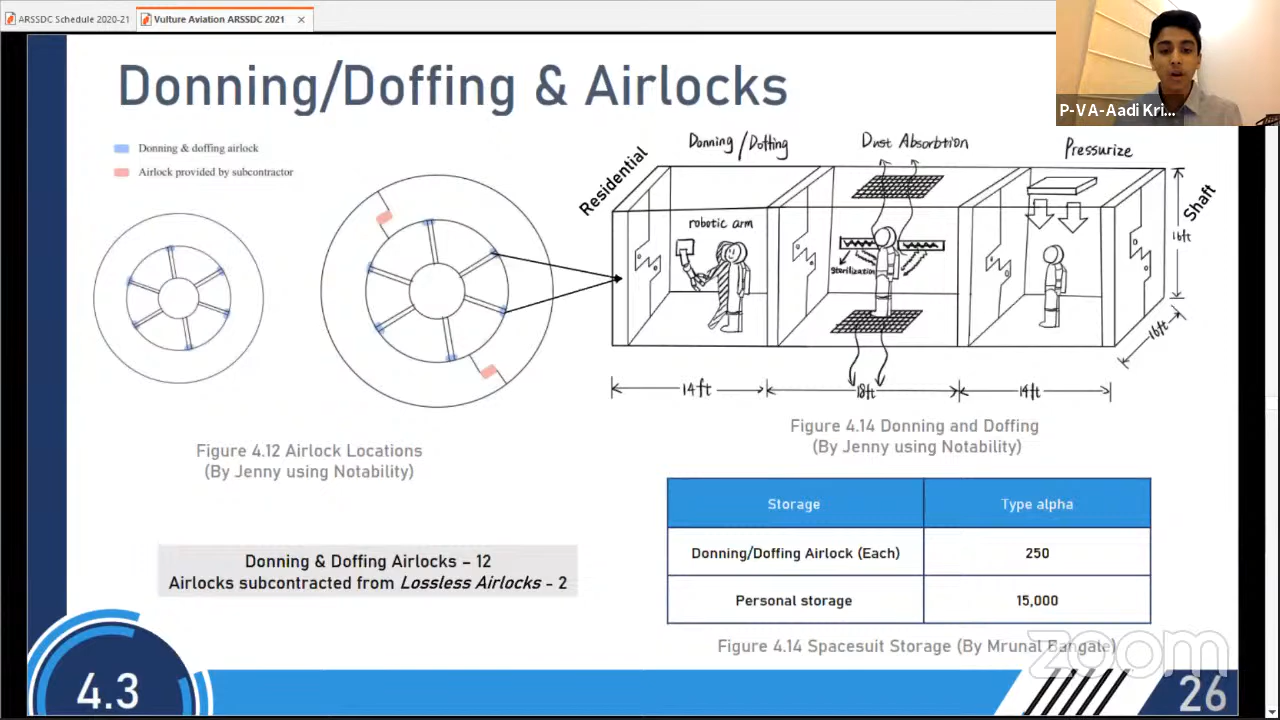 ARSSDC Schedule 2020-21
Vulture Aviation ARSSDC 2021
P-V A-Aadi Kri...
Donning/Doffing & Airlocks
Donning & doffing airlock
Airlock provided by subcontractor
Residential
Donning/Dotting
Dust Absorbtion
Pressurize
Shaft
robotic arm
sterilization
16ft
16ft
14ft
18ft
14ft
Figure 4.12 Airlock Locations
(By Jenny using Notability)
Figure 4.14 Donning and Doffing
(By Jenny using Notability)
Donning & Doffing Airlocks – 12
Airlocks subcontracted from Lossless Airlocks - 2
Storage Type alpha
Donning/Doffing Airlock (Each) 250
Personal storage 15,000
Figure 4.14 Spacesuit Storage (By Mrunal Bangale)
zoom
4.3
26